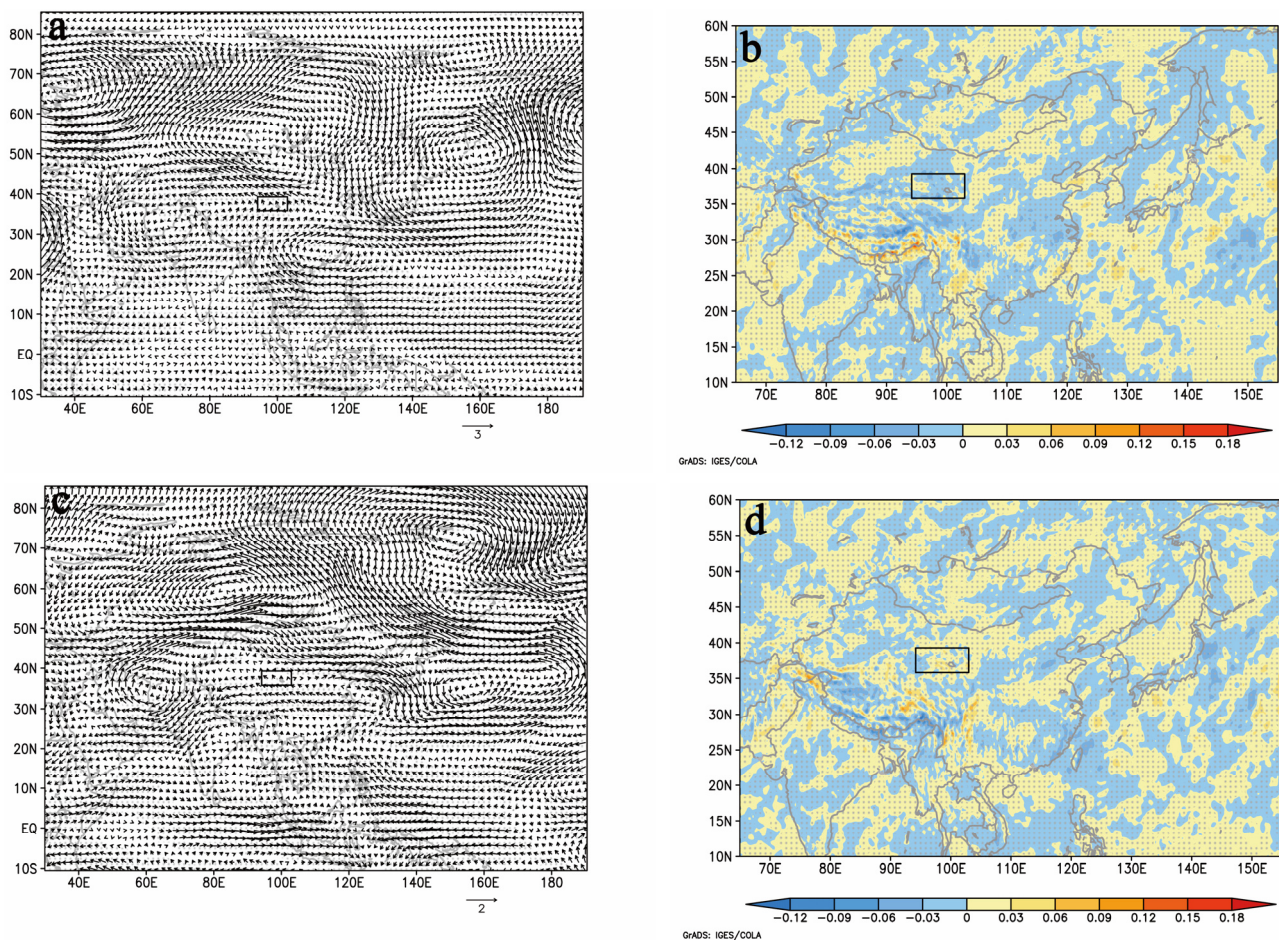 a
80N
70N
60N
50N
40N
30N
20N
10N
EQ
10S
40E 60E 80E 100E 120E 140E 160E 180
3
b
60N
55N
50N
45N
40N
35N
30N
25N
20N
15N
10N
70E 80E 90E 100E 110E 120E 130E 140E 150E
−0.12 −0.09 −0.06 −0.03 0 0.03 0.06 0.09 0.12 0.15 0.18
GrADS: IGES/COLA
c
80N
70N
60N
50N
40N
30N
20N
10N
EQ
10S
40E 60E 80E 100E 120E 140E 160E 180
2
d
60N
55N
50N
45N
40N
35N
30N
25N
20N
15N
10N
70E 80E 90E 100E 110E 120E 130E 140E 150E
−0.12 −0.09 −0.06 −0.03 0 0.03 0.06 0.09 0.12 0.15 0.18
GrADS: IGES/COLA